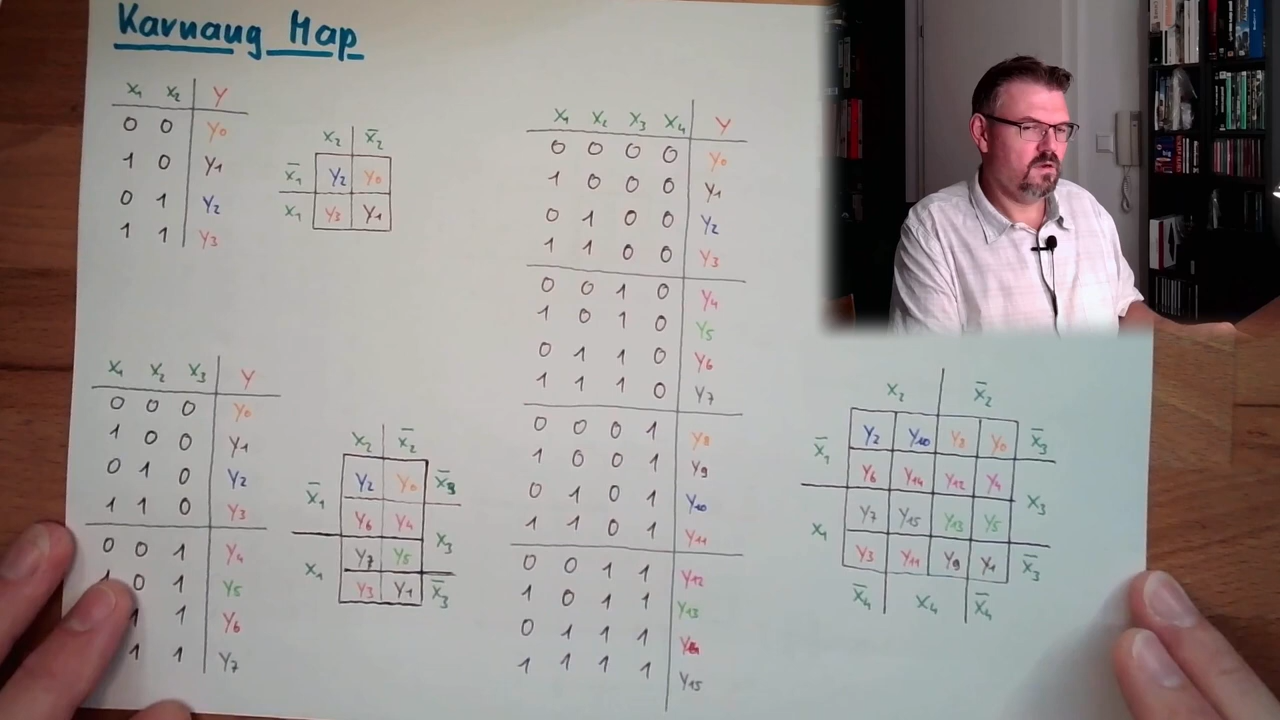 Karnaug Map
x₁ x₂ Y
0 0 Y₀
1 0 Y₁
0 1 Y₂
1 1 Y₃
x₂ x̄₂
x̄₁ Y₂ Y₀
x₁ Y₃ Y₁
x₁ x₂ x₃ Y
0 0 0 Y₀
1 0 0 Y₁
0 1 0 Y₂
1 1 0 Y₃
0 0 1 Y₄
1 0 1 Y₅
1 1 Y₆
1 1 Y₇
x₂ x̄₂
x̄₁ Y₂ Y₀ x̄₃
Y₆ Y₄ x₃
x₁ Y₇ Y₅
Y₃ Y₁ x̄₃
x₁ x₂ x₃ x₄ Y
0 0 0 0 Y₀
1 0 0 0 Y₁
0 1 0 0 Y₂
1 1 0 0 Y₃
0 0 1 0 Y₄
1 0 1 0 Y₅
0 1 1 0 Y₆
1 1 1 0 Y₇
0 0 0 1 Y₈
1 0 0 1 Y₉
0 1 0 1 Y₁₀
1 1 0 1 Y₁₁
0 0 1 1 Y₁₂
1 0 1 1 Y₁₃
0 1 1 1 Y₁₄
1 1 1 1 Y₁₅
x₂ x̄₂
x̄₁ Y₂ Y₁₀ Y₈ Y₀ x̄₃
Y₆ Y₁₄ Y₁₂ Y₄ x₃
x₁ Y₇ Y₁₅ Y₁₃ Y₅
Y₃ Y₁₁ Y₉ Y₁ x̄₃
x̄₄ x₄ x̄₄